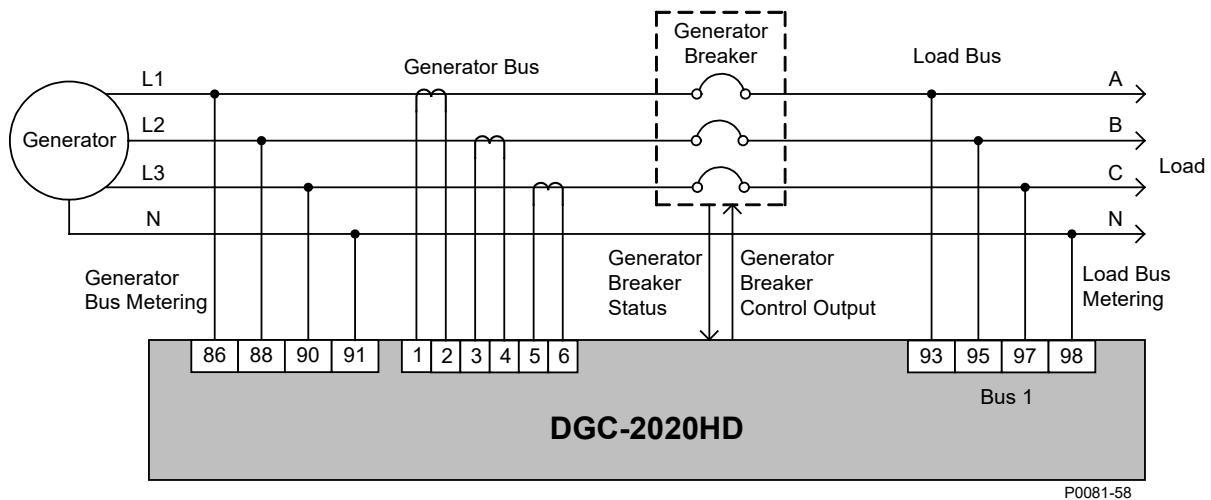 Generator
Breaker
Generator Bus
Load Bus
L1
A
L2
B
Generator
L3
C
Load
N
N
Generator
Bus Metering
Generator
Breaker
Status
Generator
Breaker
Control Output
Load Bus
Metering
86 88 90 91 1 2 3 4 5 6 93 95 97 98
Bus 1
DGC-2020HD
P0081-58